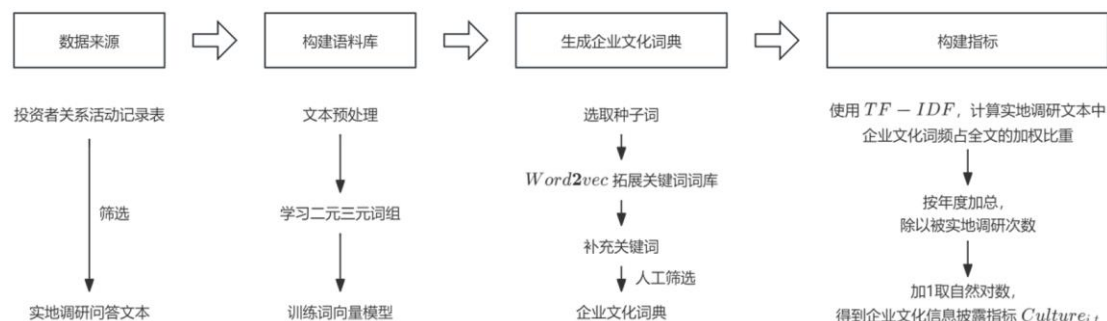 数据来源
构建语料库
生成企业文化词典
构建指标
投资者关系活动记录表
筛选
实地调研问答文本
文本预处理
学习二元三元词组
训练词向量模型
选取种子词
Word2vec 拓展关键词词库
补充关键词
人工筛选
企业文化词典
使用 TF − IDF，计算实地调研文本中
企业文化词频占全文的加权比重
按年度加总，
除以被实地调研次数
加1取自然对数，
得到企业文化信息披露指标 Culture_{i,t}